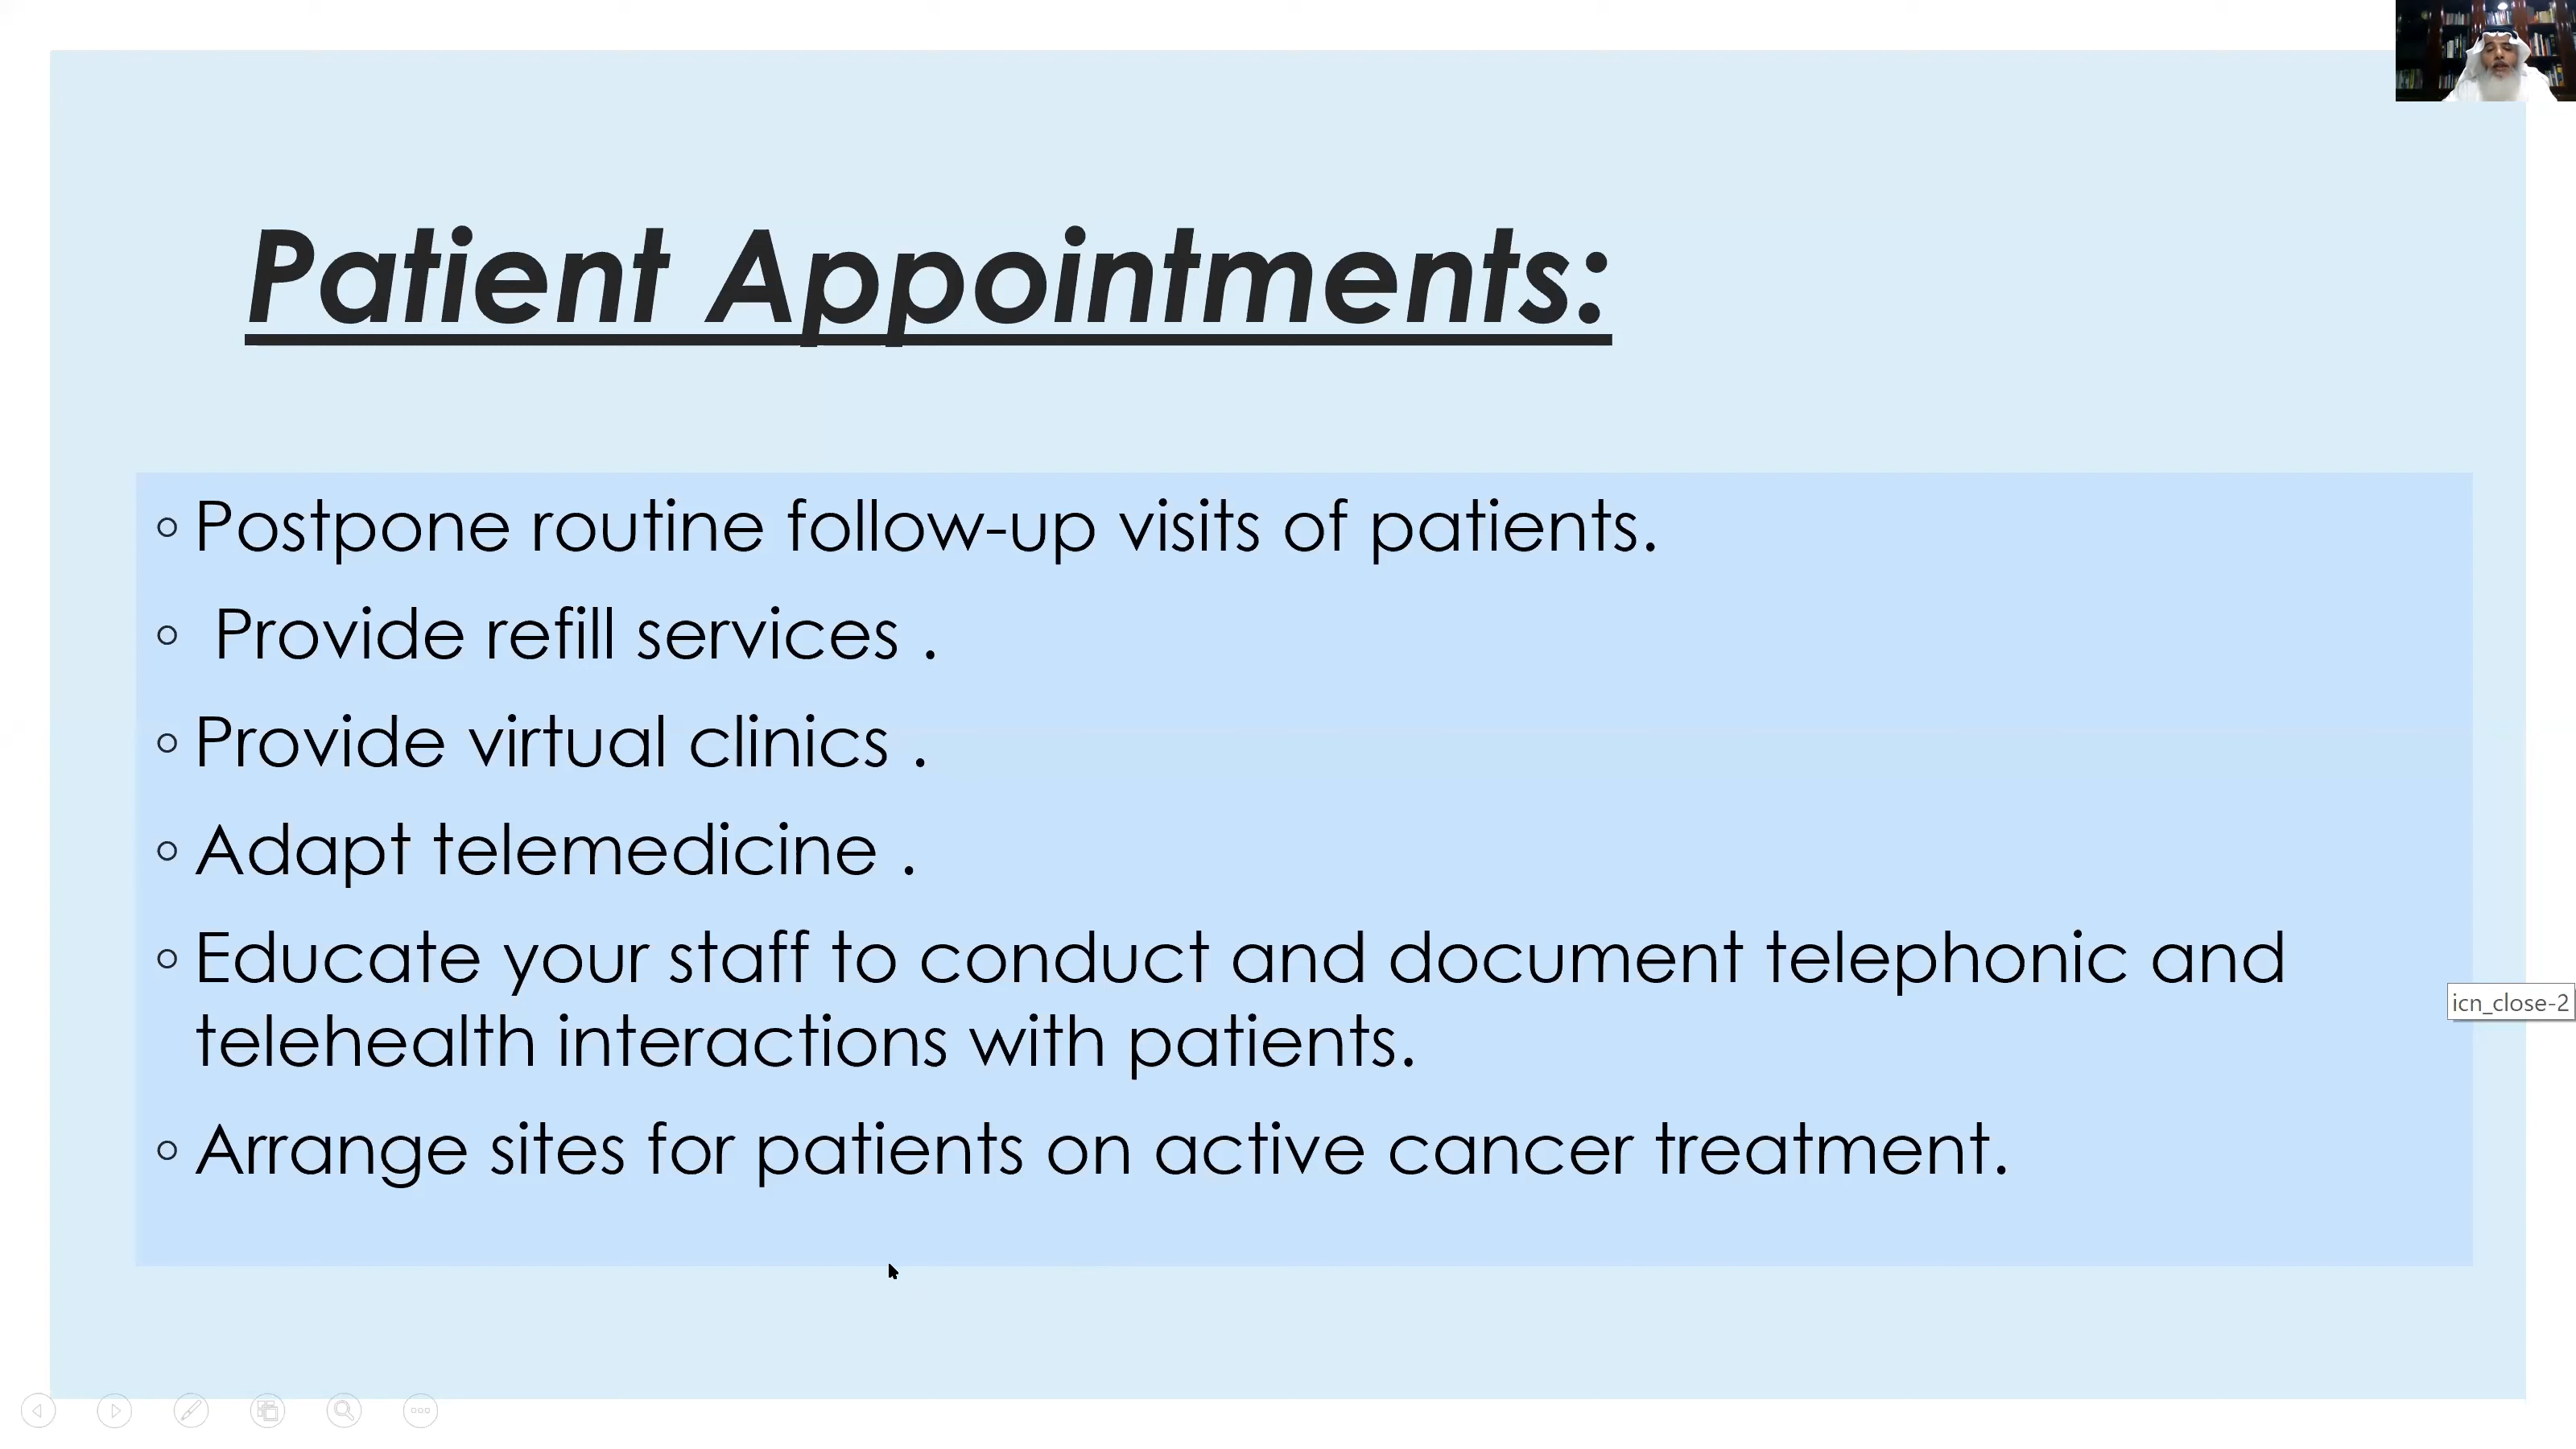 Patient Appointments:
◦ Postpone routine follow-up visits of patients.
◦ Provide refill services .
◦ Provide virtual clinics .
◦ Adapt telemedicine .
◦ Educate your staff to conduct and document telephonic and
telehealth interactions with patients.
icn_close-2
◦ Arrange sites for patients on active cancer treatment.